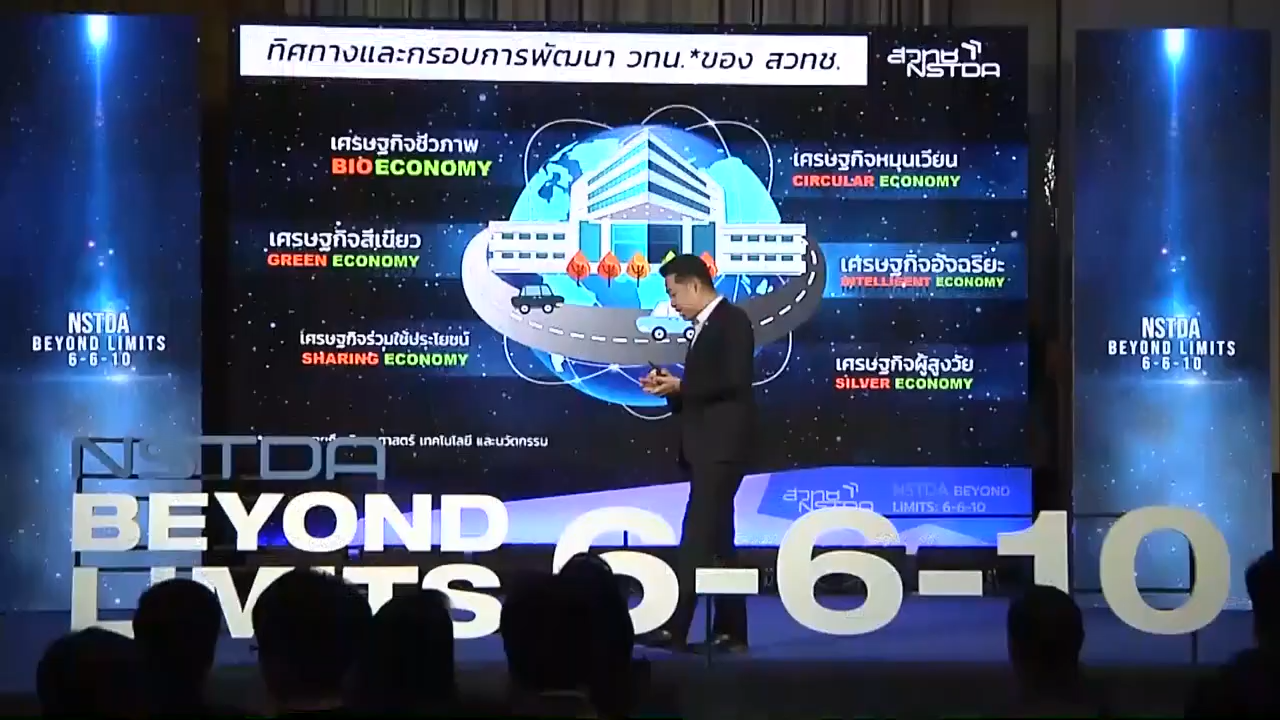 ทิศทางและกรอบการพัฒนา วทน.*ของ สวทช.
สวทช
NSTDA
เศรษฐกิจชีวภาพ
BIOECONOMY
เศรษฐกิจหมุนเวียน
CIRCULAR ECONOMY
เศรษฐกิจสีเขียว
GREEN ECONOMY
เศรษฐกิจอัจฉริยะ
INTELLIGENT ECONOMY
เศรษฐกิจร่วมใช้ประโยชน์
SHARING ECONOMY
เศรษฐกิจผู้สูงวัย
SILVER ECONOMY
เทคโนโลยี และนวัตกรรม
NSTDA
BEYOND LIMITS
6-6-10
NSTDA
BEYOND LIMITS
6-6-10
สวทช
NSTDA
NSTDA BEYOND
LIMITS: 6-6-10
NSTDA
BEYOND
LIMITS 6-6-10